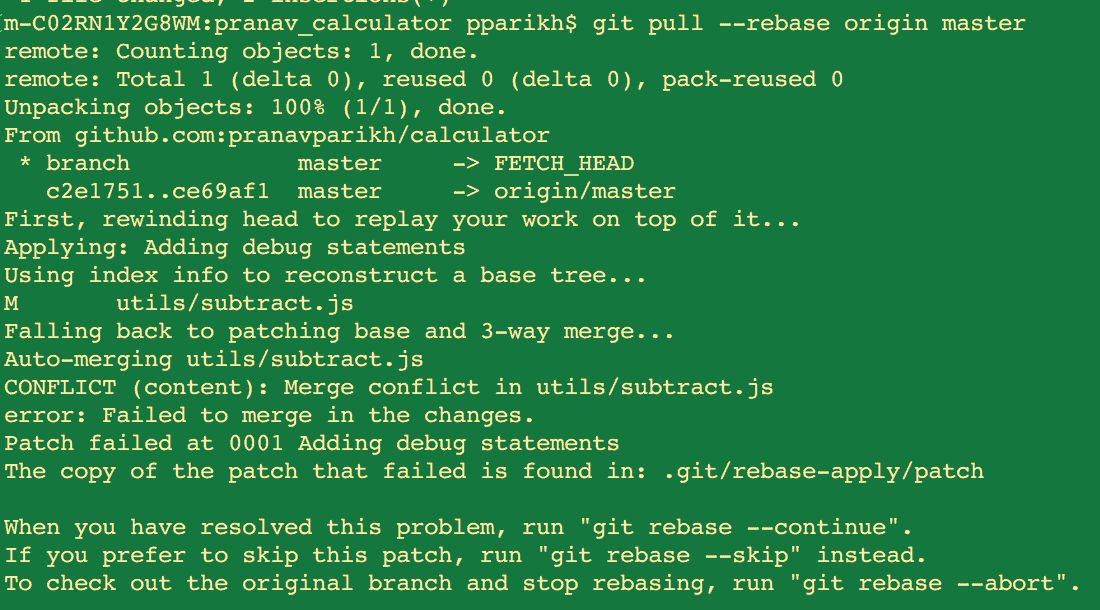 m-C02RN1Y2G8WM:pranav_calculator pparikh$ git pull --rebase origin master
remote: Counting objects: 1, done.
remote: Total 1 (delta 0), reused 0 (delta 0), pack-reused 0
Unpacking objects: 100% (1/1), done.
From github.com:pranavparikh/calculator
 * branch            master     -> FETCH_HEAD
   c2e1751..ce69af1  master     -> origin/master
First, rewinding head to replay your work on top of it...
Applying: Adding debug statements
Using index info to reconstruct a base tree...
M       utils/subtract.js
Falling back to patching base and 3-way merge...
Auto-merging utils/subtract.js
CONFLICT (content): Merge conflict in utils/subtract.js
error: Failed to merge in the changes.
Patch failed at 0001 Adding debug statements
The copy of the patch that failed is found in: .git/rebase-apply/patch

When you have resolved this problem, run "git rebase --continue".
If you prefer to skip this patch, run "git rebase --skip" instead.
To check out the original branch and stop rebasing, run "git rebase --abort".